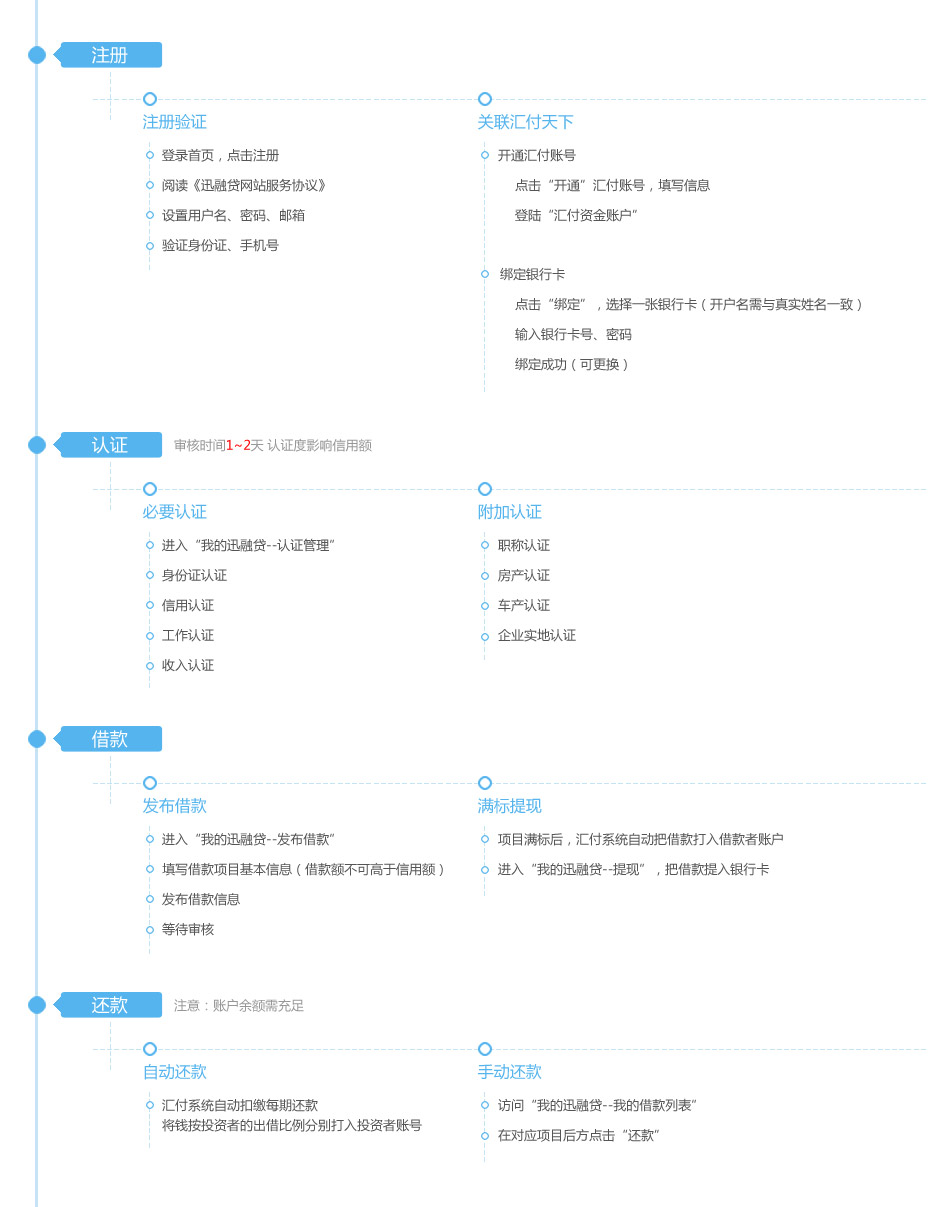 注册
注册验证
登录首页，点击注册
阅读《迅融贷网站服务协议》
设置用户名、密码、邮箱
验证身份证、手机号
关联汇付天下
开通汇付账号
点击“开通”汇付账号，填写信息
登陆“汇付资金账户”
绑定银行卡
点击“绑定”，选择一张银行卡（开户名需与真实姓名一致）
输入银行卡号、密码
绑定成功（可更换）
认证
审核时间1~2天 认证度影响信用额
必要认证
进入“我的迅融贷--认证管理”
身份证认证
信用认证
工作认证
收入认证
附加认证
职称认证
房产认证
车产认证
企业实地认证
借款
发布借款
进入“我的迅融贷--发布借款”
填写借款项目基本信息（借款额不可高于信用额）
发布借款信息
等待审核
满标提现
项目满标后，汇付系统自动把借款打入借款者账户
进入“我的迅融贷--提现”，把借款提入银行卡
还款
注意：账户余额需充足
自动还款
汇付系统自动扣缴每期还款
将钱按投资者的出借比例分别打入投资者账号
手动还款
访问“我的迅融贷--我的借款列表”
在对应项目后方点击“还款”